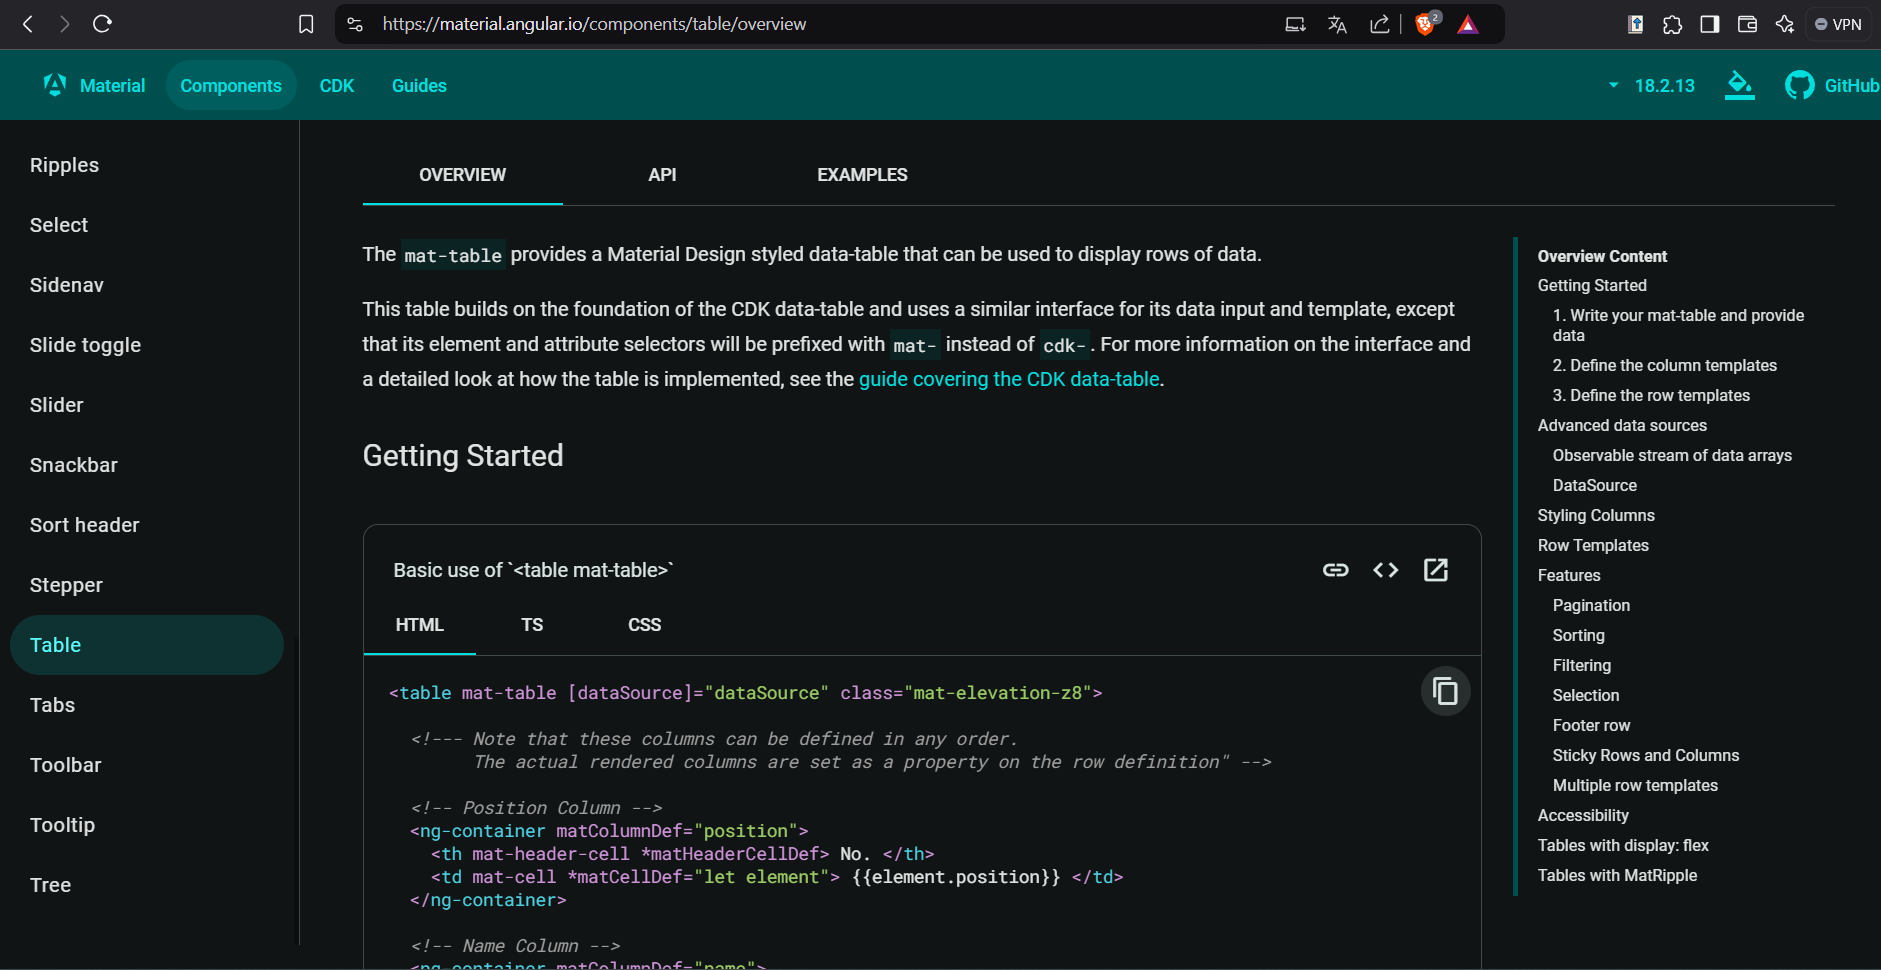 https://material.angular.io/components/table/overview
2
VPN
Material
Components
CDK
Guides
18.2.13
GitHub
Ripples
Select
Sidenav
Slide toggle
Slider
Snackbar
Sort header
Stepper
Table
Tabs
Toolbar
Tooltip
Tree
OVERVIEW
API
EXAMPLES
The mat-table provides a Material Design styled data-table that can be used to display rows of data.
This table builds on the foundation of the CDK data-table and uses a similar interface for its data input and template, except
that its element and attribute selectors will be prefixed with mat- instead of cdk-. For more information on the interface and
a detailed look at how the table is implemented, see the guide covering the CDK data-table.
Getting Started
Basic use of `<table mat-table>`
HTML
TS
CSS
<table mat-table [dataSource]="dataSource" class="mat-elevation-z8">
<!--- Note that these columns can be defined in any order.
The actual rendered columns are set as a property on the row definition" -->
<!-- Position Column -->
<ng-container matColumnDef="position">
<th mat-header-cell *matHeaderCellDef> No. </th>
<td mat-cell *matCellDef="let element"> {{element.position}} </td>
</ng-container>
<!-- Name Column -->
<ng-container matColumnDef="name">
Overview Content
Getting Started
1. Write your mat-table and provide
data
2. Define the column templates
3. Define the row templates
Advanced data sources
Observable stream of data arrays
DataSource
Styling Columns
Row Templates
Features
Pagination
Sorting
Filtering
Selection
Footer row
Sticky Rows and Columns
Multiple row templates
Accessibility
Tables with display: flex
Tables with MatRipple